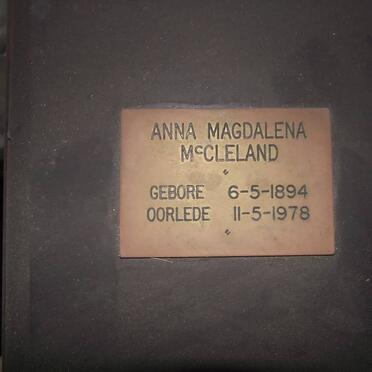 ANNA MAGDALENA
McCLELAND
"
GEBORE 6-5-1894
OORLEDE 11-5-1978
"